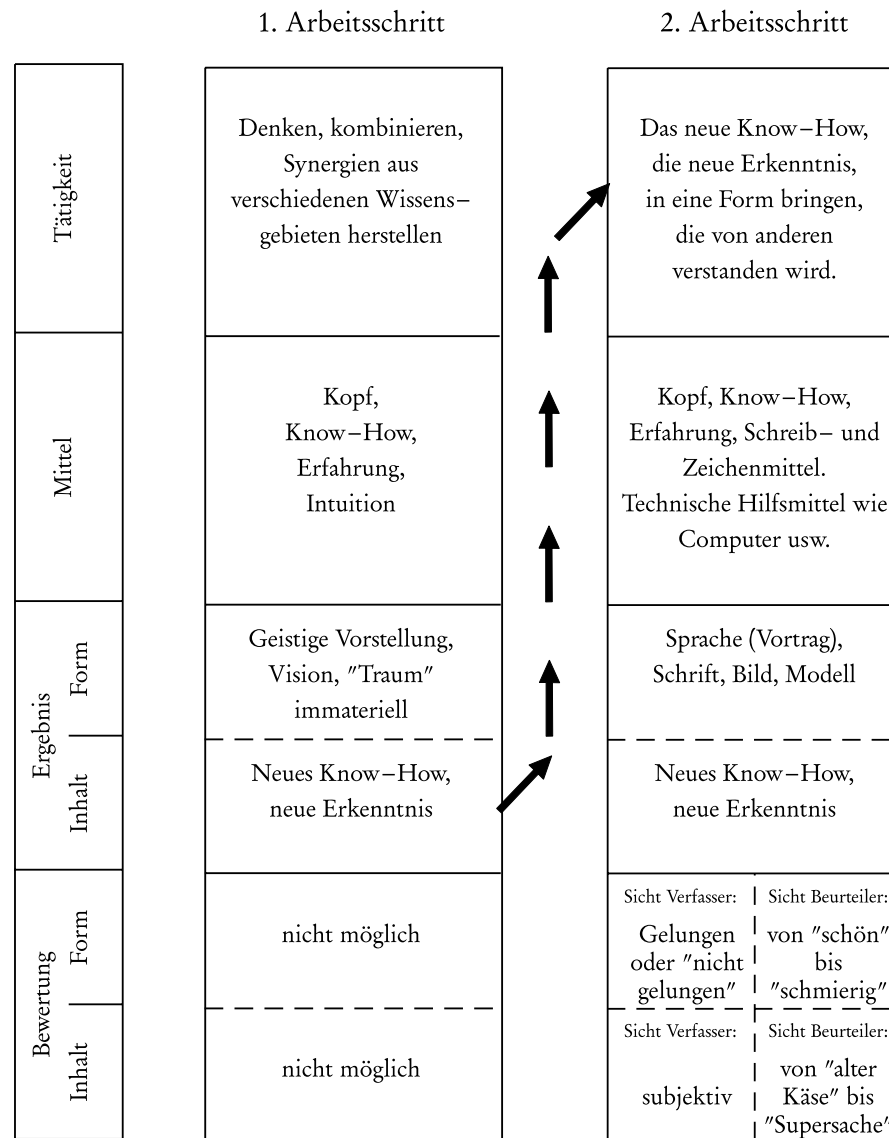 1. Arbeitsschritt
2. Arbeitsschritt
Tätigkeit
Denken, kombinieren,
Synergien aus
verschiedenen Wissens–
gebieten herstellen
Das neue Know–How,
die neue Erkenntnis,
in eine Form bringen,
die von anderen
verstanden wird.
Mittel
Kopf,
Know–How,
Erfahrung,
Intuition
Kopf, Know–How,
Erfahrung, Schreib– und
Zeichenmittel.
Technische Hilfsmittel wie
Computer usw.
Ergebnis
Form
Geistige Vorstellung,
Vision, "Traum"
immateriell
Sprache (Vortrag),
Schrift, Bild, Modell
Inhalt
Neues Know–How,
neue Erkenntnis
Neues Know–How,
neue Erkenntnis
Bewertung
Form
nicht möglich
Sicht Verfasser:
Gelungen
oder "nicht
gelungen"
Sicht Beurteiler:
von "schön"
bis
"schmierig"
Inhalt
nicht möglich
Sicht Verfasser:
subjektiv
Sicht Beurteiler:
von "alter
Käse" bis
"Supersache"